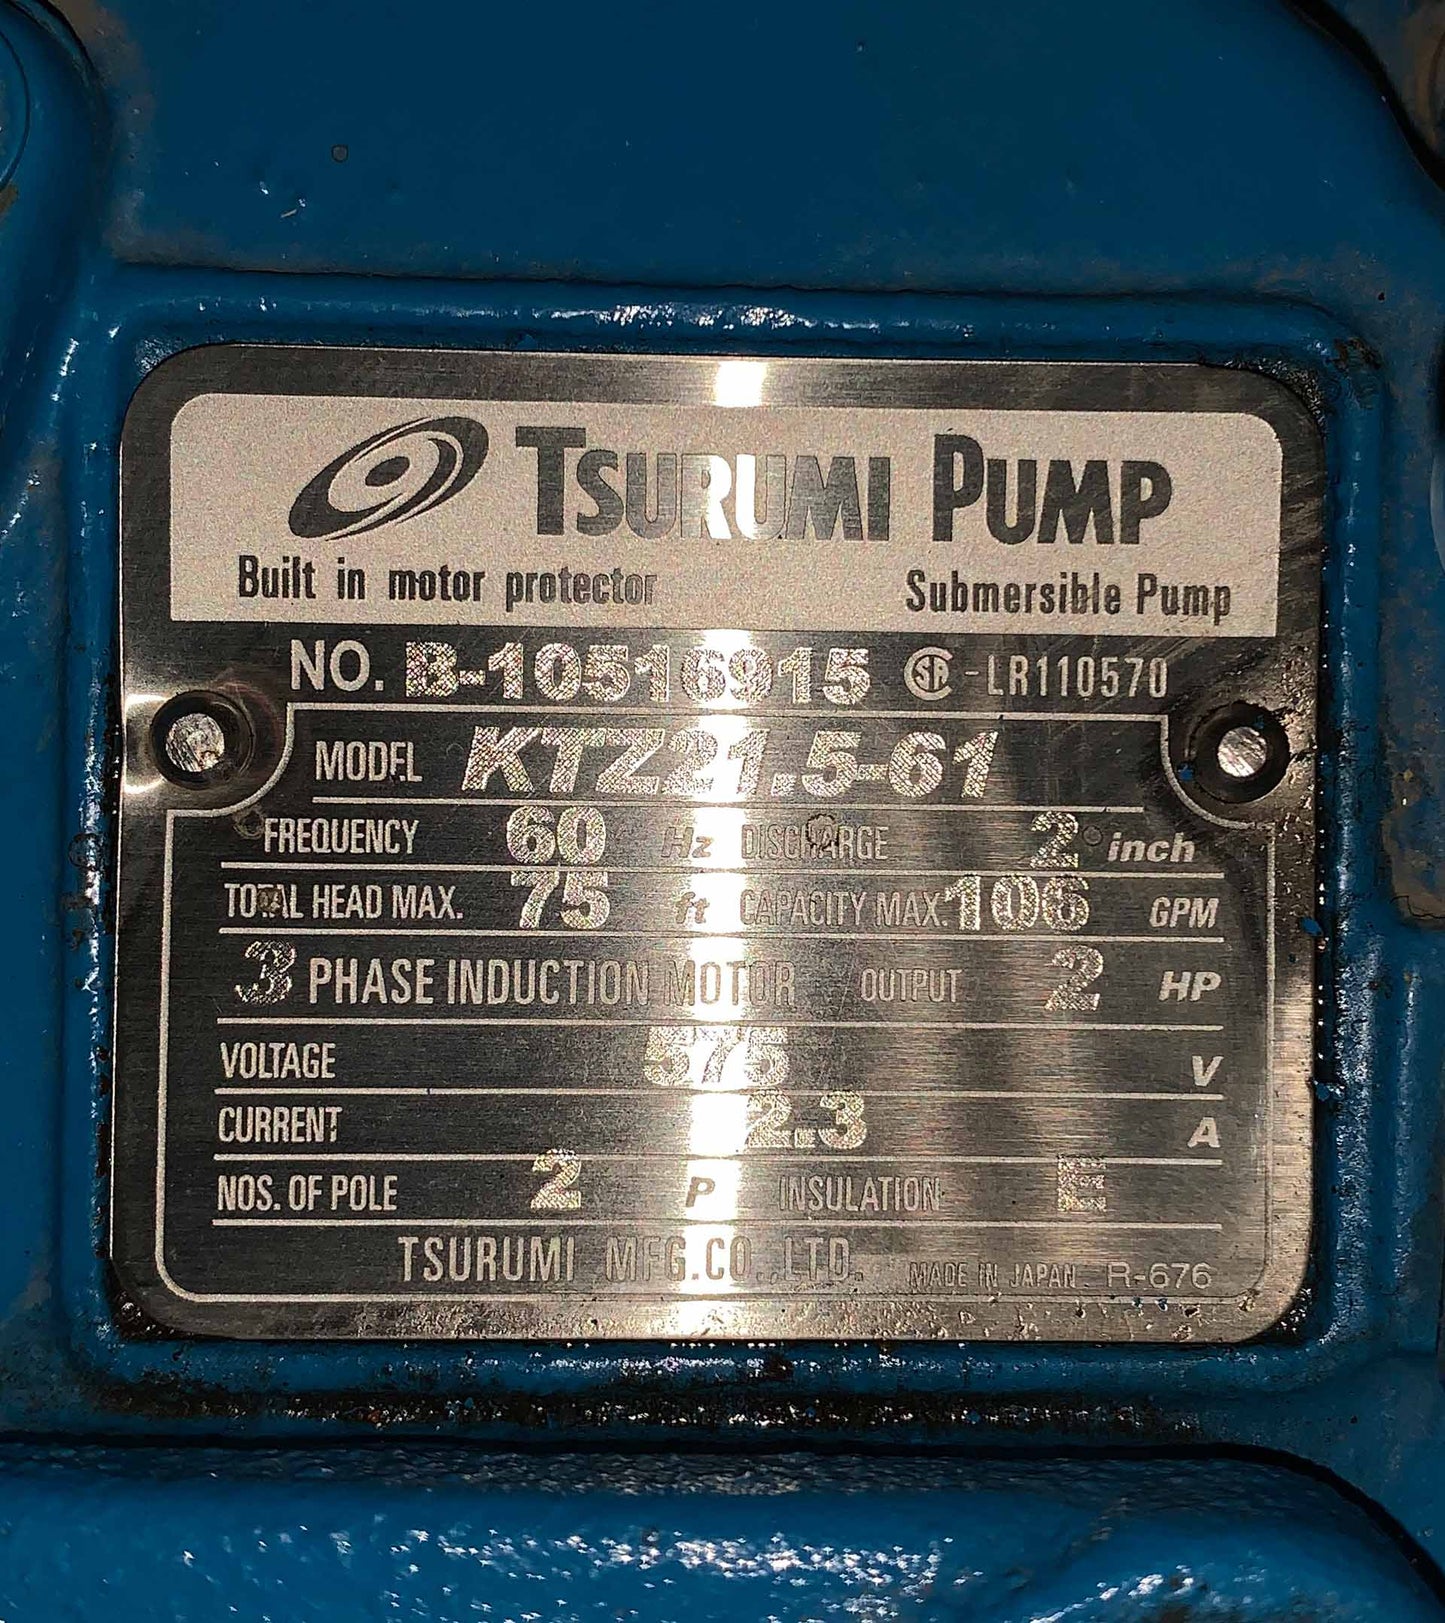 TSURUMI PUMP
Built in motor protector Submersible Pump
NO. B-10516915 SA -LR110570
MODEL KTZ21.5-61
FREQUENCY 60 Hz DISCHARGE 2 inch
TOTAL HEAD MAX. 75 ft CAPACITY MAX. 106 GPM
3 PHASE INDUCTION MOTOR OUTPUT 2 HP
VOLTAGE 575 V
CURRENT 2.3 A
NOS. OF POLE 2 P INSULATION E
TSURUMI MFG.CO.,LTD. MADE IN JAPAN R-676